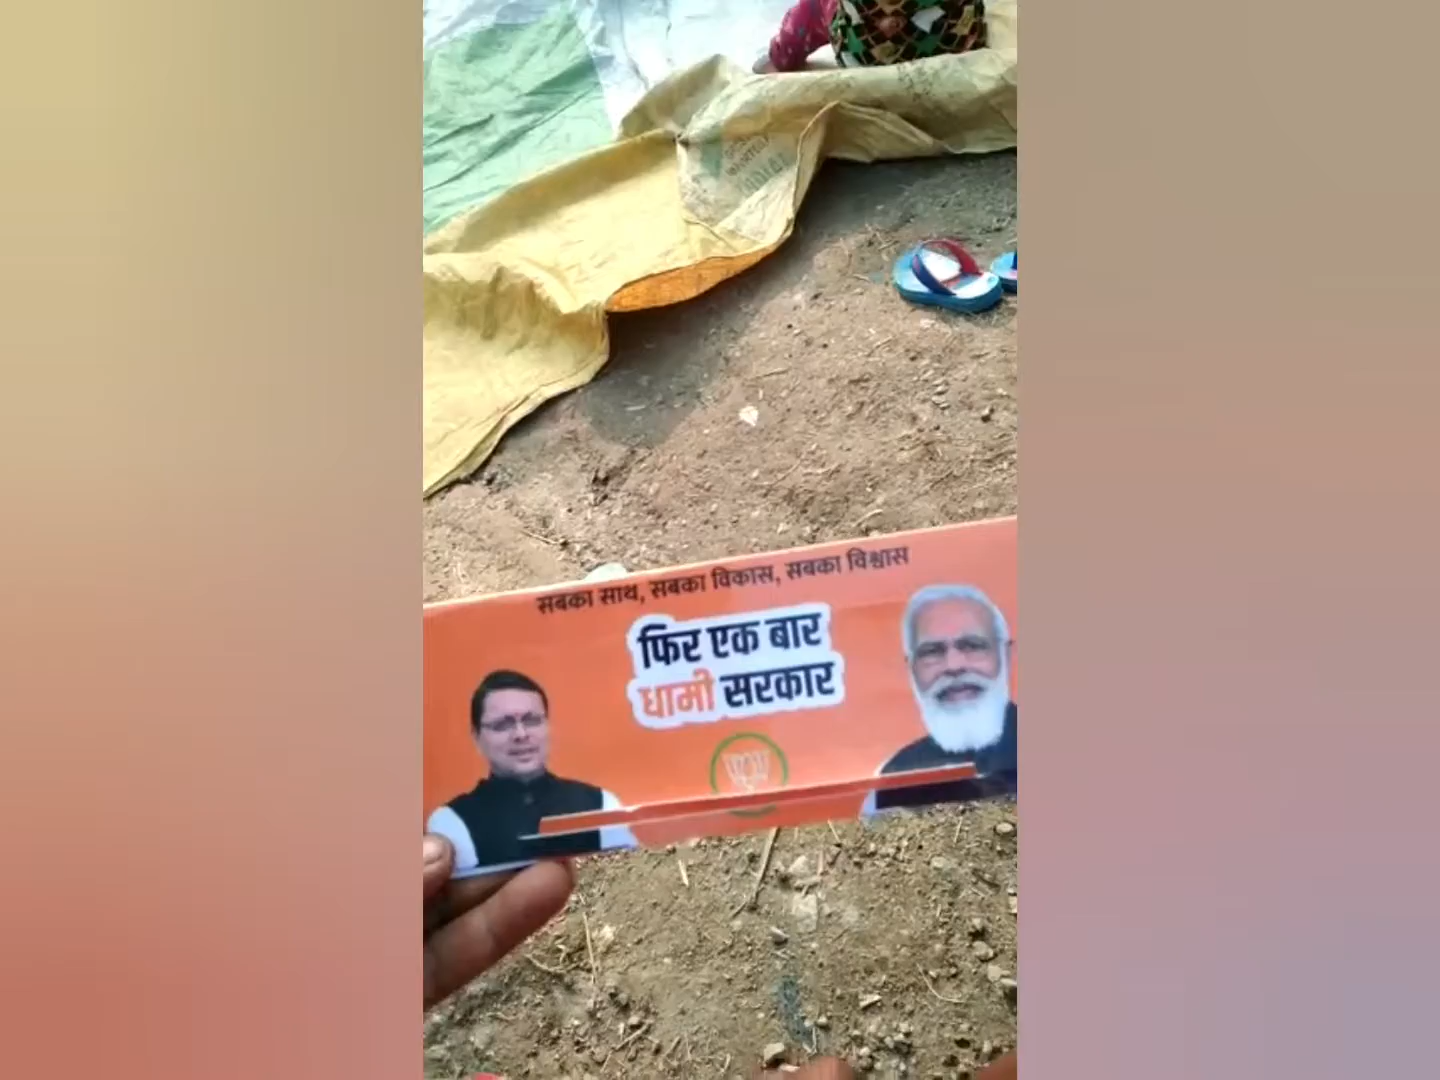 सबका साथ, सबका विकास, सबका विश्वास
फिर एक बार
धामी सरकार